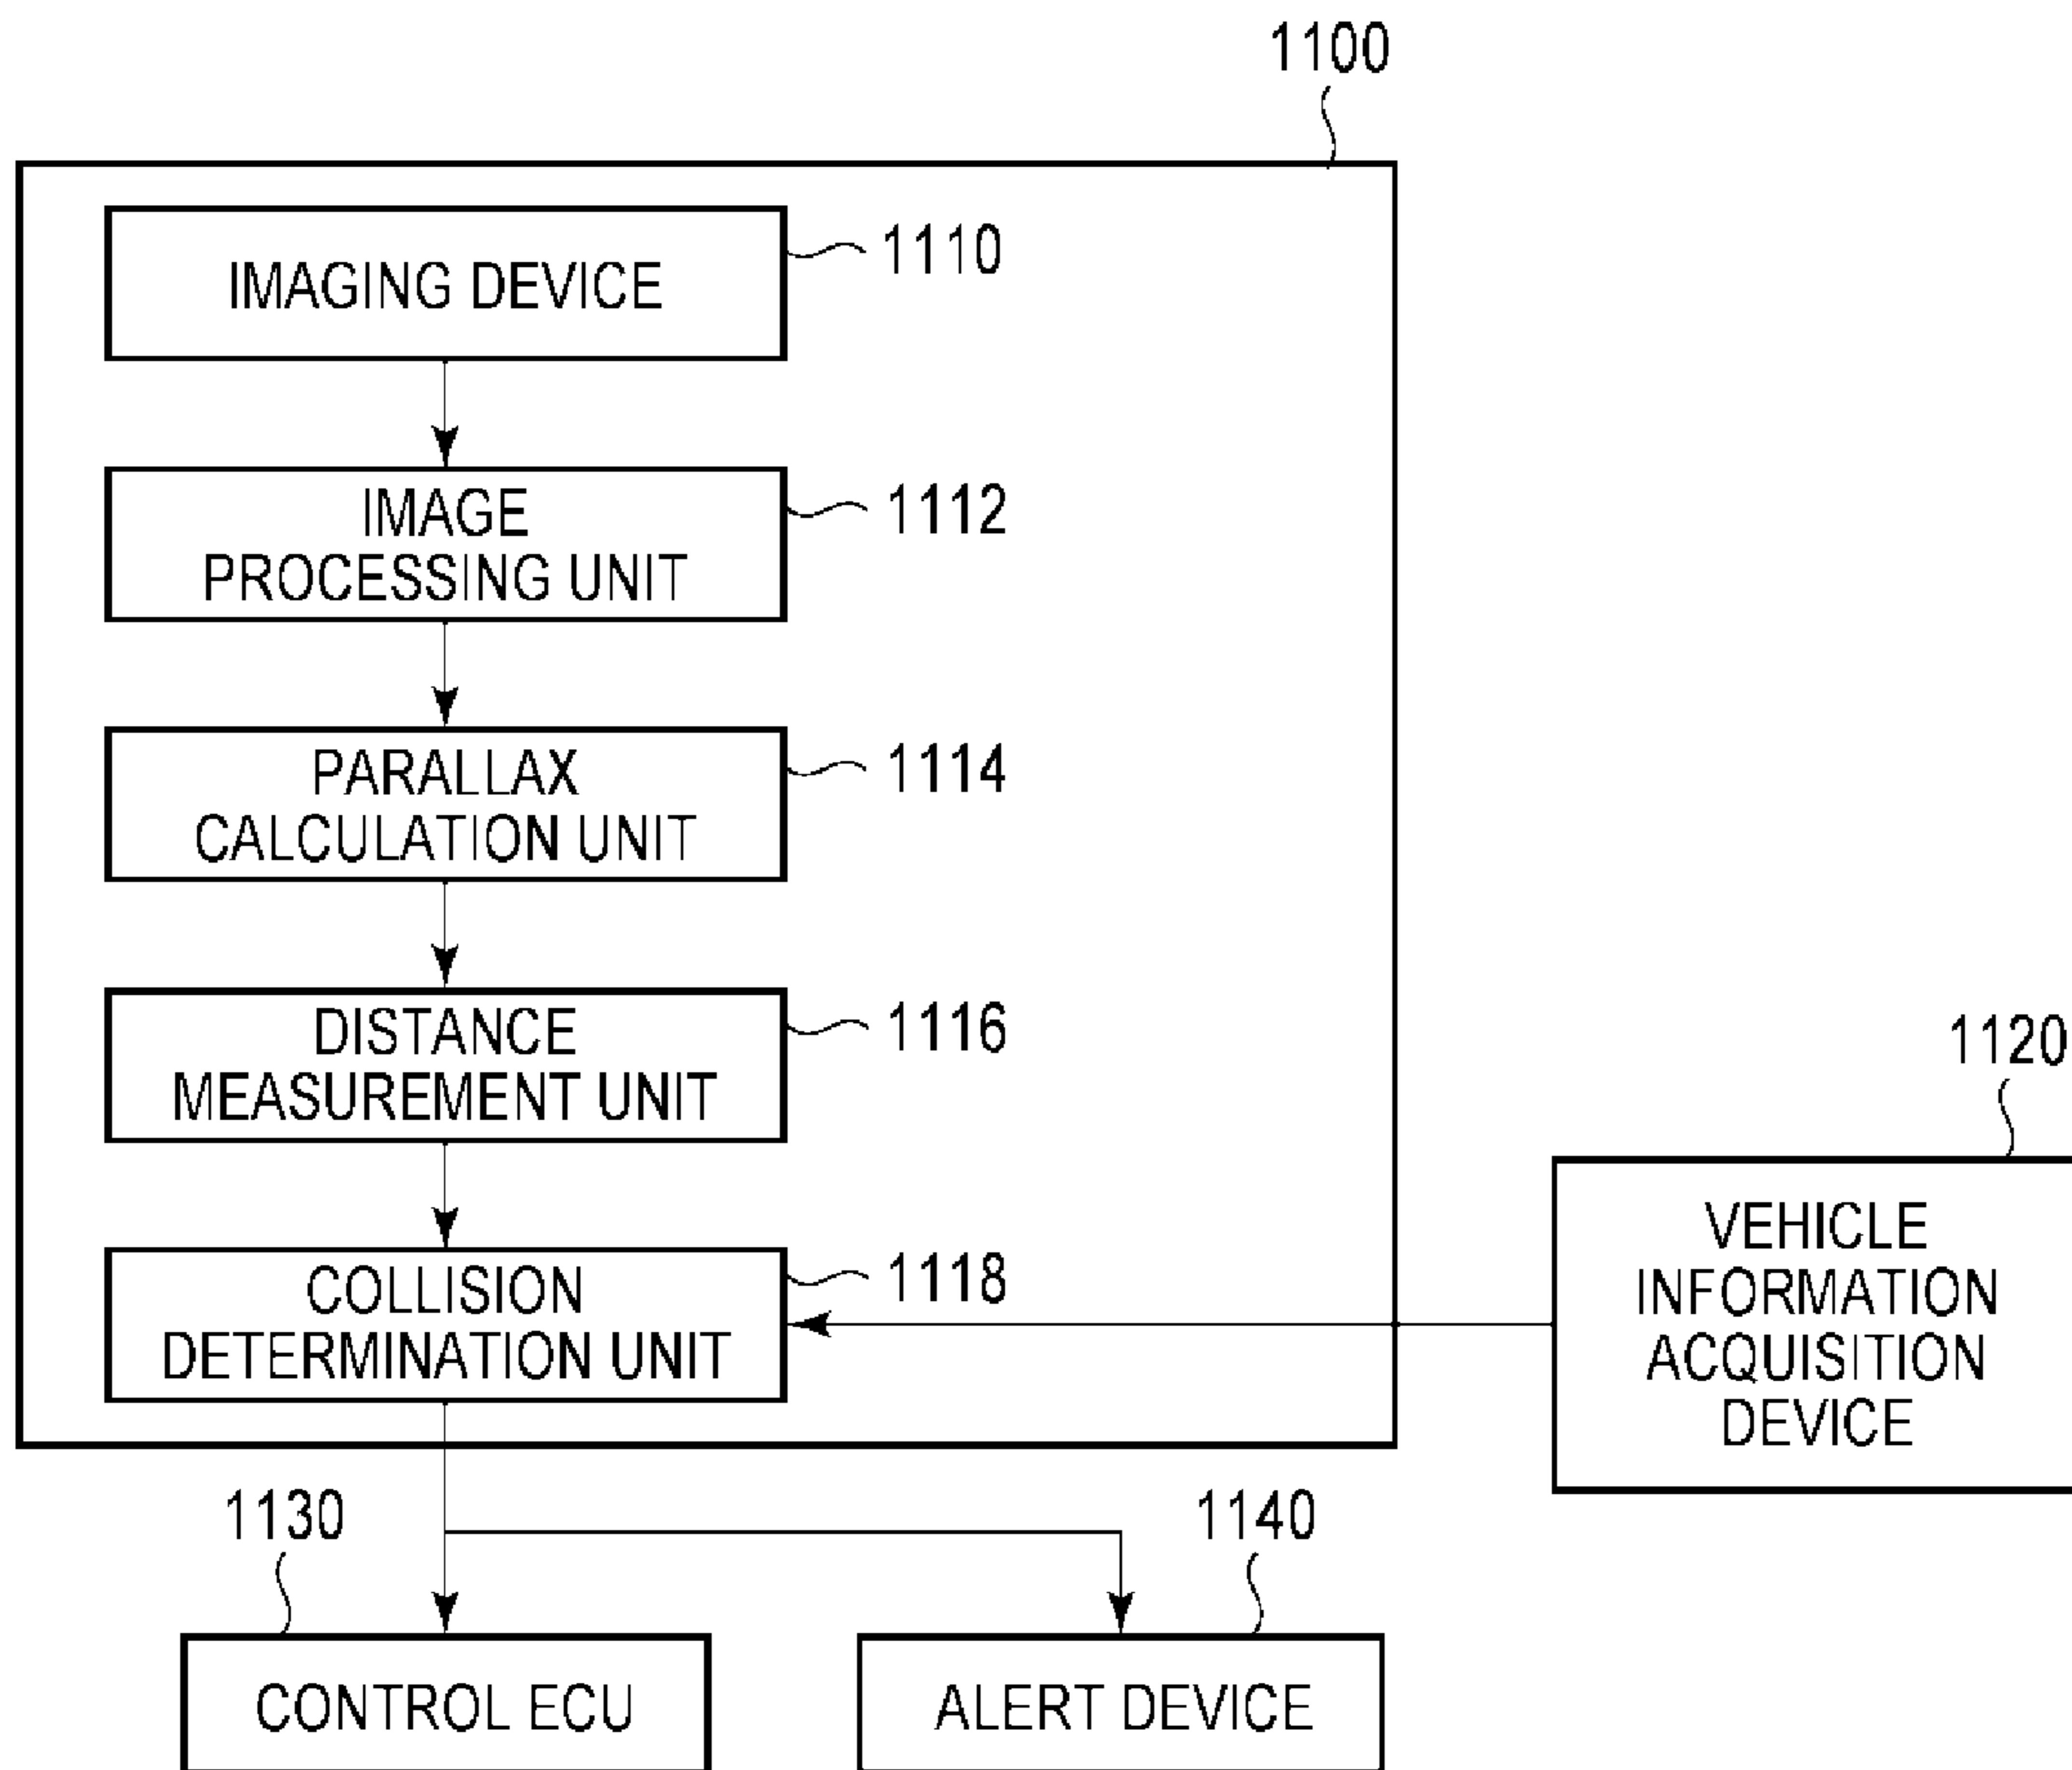 1100
IMAGING DEVICE
1110
IMAGE
PROCESSING UNIT
1112
PARALLAX
CALCULATION UNIT
1114
DISTANCE
MEASUREMENT UNIT
1116
COLLISION
DETERMINATION UNIT
1118
1120
VEHICLE
INFORMATION
ACQUISITION
DEVICE
1130
CONTROL ECU
1140
ALERT DEVICE